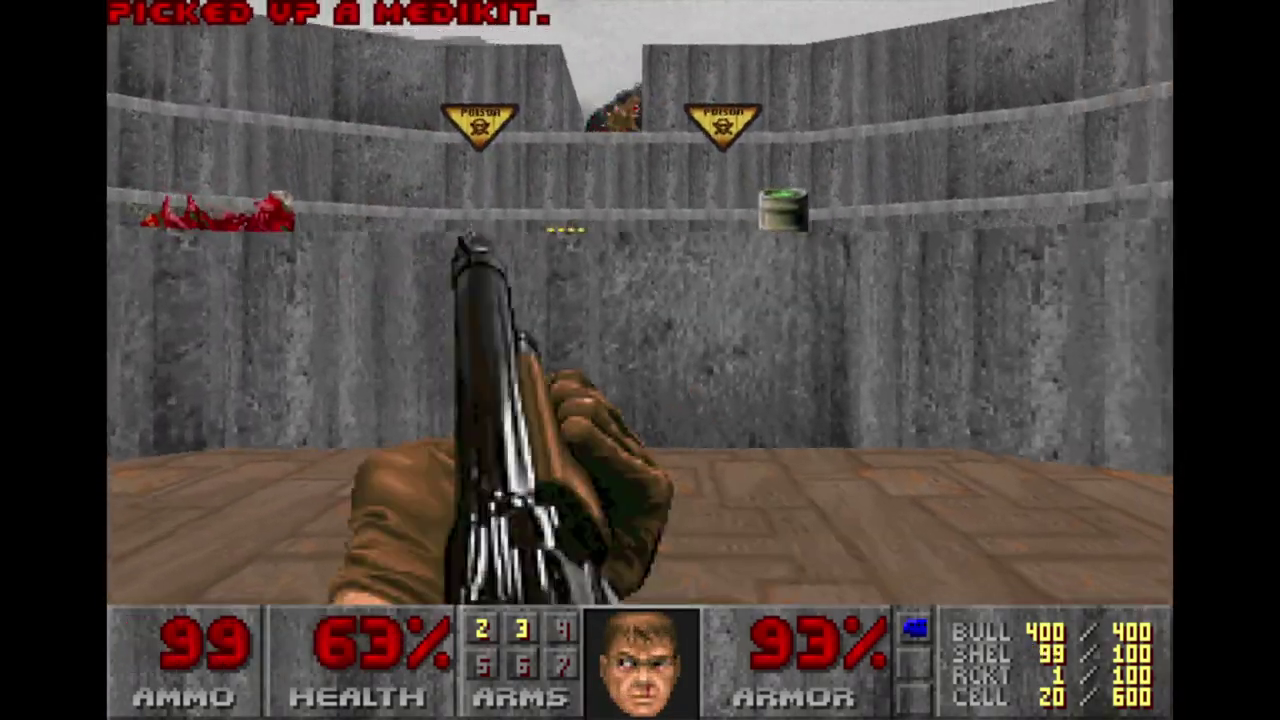 PICKED UP A MEDIKIT.
POISON POISON
99 63% 2 3 4 93% BULL 400 / 400
SHEL 99 / 100
5 6 7 RCKT 1 / 100
AMMO HEALTH ARMS ARMOR CELL 20 / 600